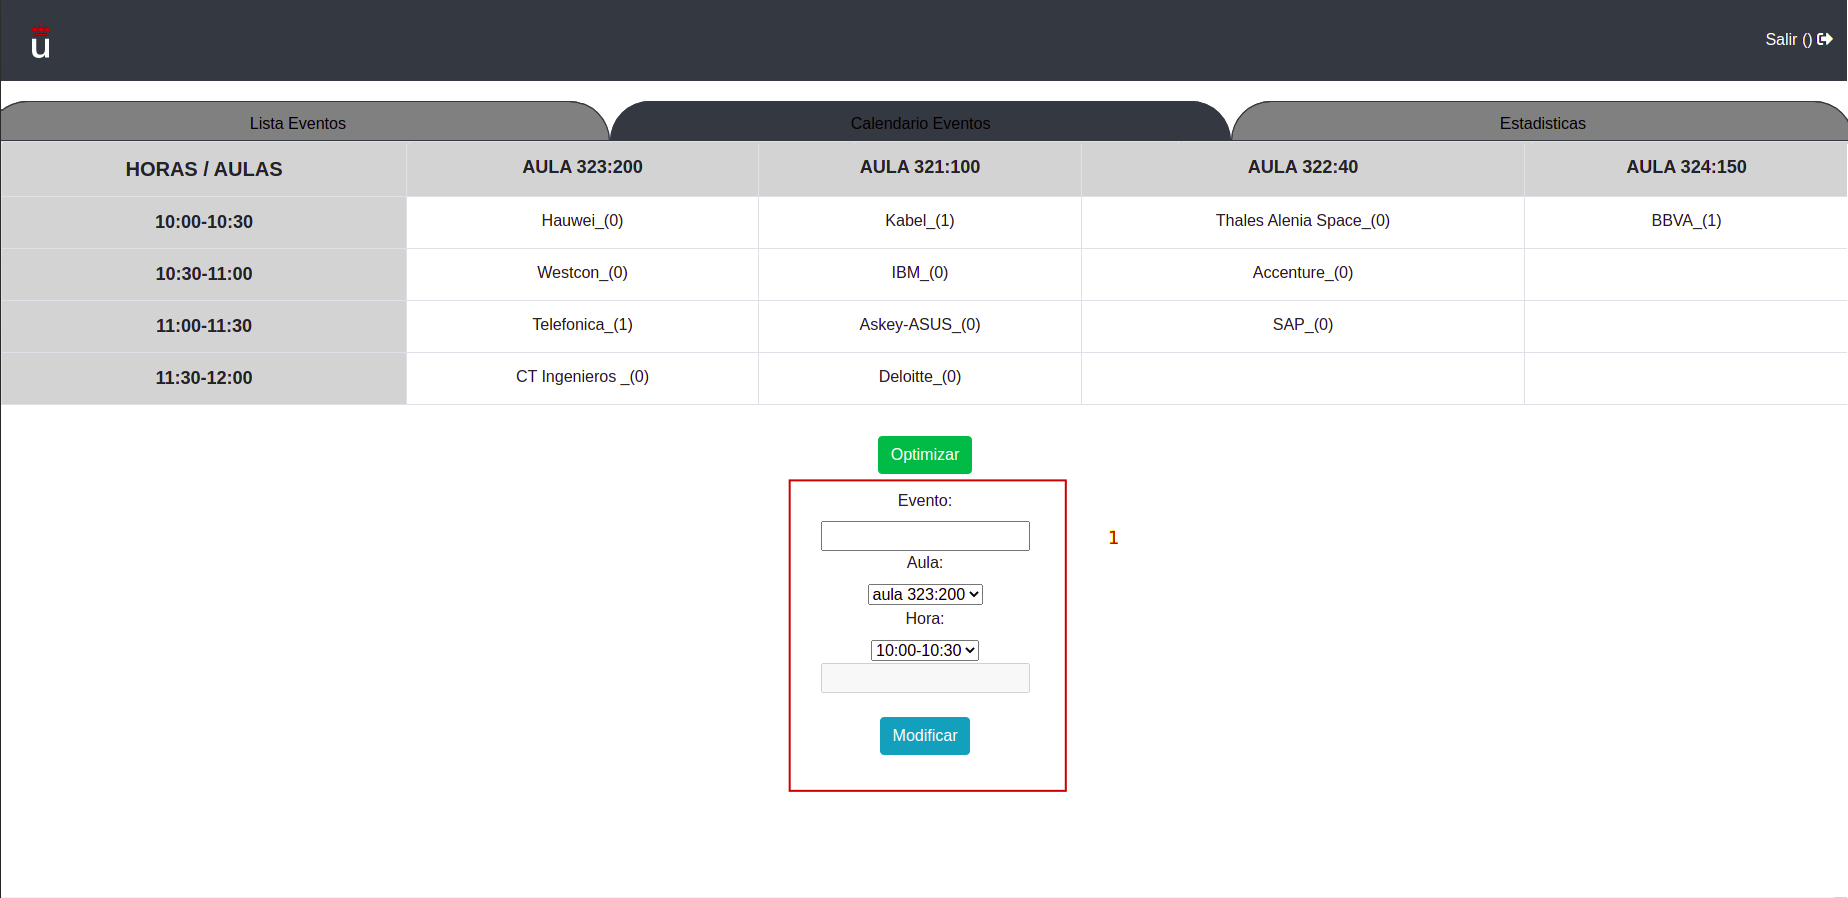 u
Salir ()
Lista Eventos Calendario Eventos Estadisticas
HORAS / AULAS AULA 323:200 AULA 321:100 AULA 322:40 AULA 324:150
10:00-10:30 Hauwei_(0) Kabel_(1) Thales Alenia Space_(0) BBVA_(1)
10:30-11:00 Westcon_(0) IBM_(0) Accenture_(0)
11:00-11:30 Telefonica_(1) Askey-ASUS_(0) SAP_(0)
11:30-12:00 CT Ingenieros _(0) Deloitte_(0)
Optimizar
Evento:
1
Aula:
aula 323:200
Hora:
10:00-10:30
Modificar